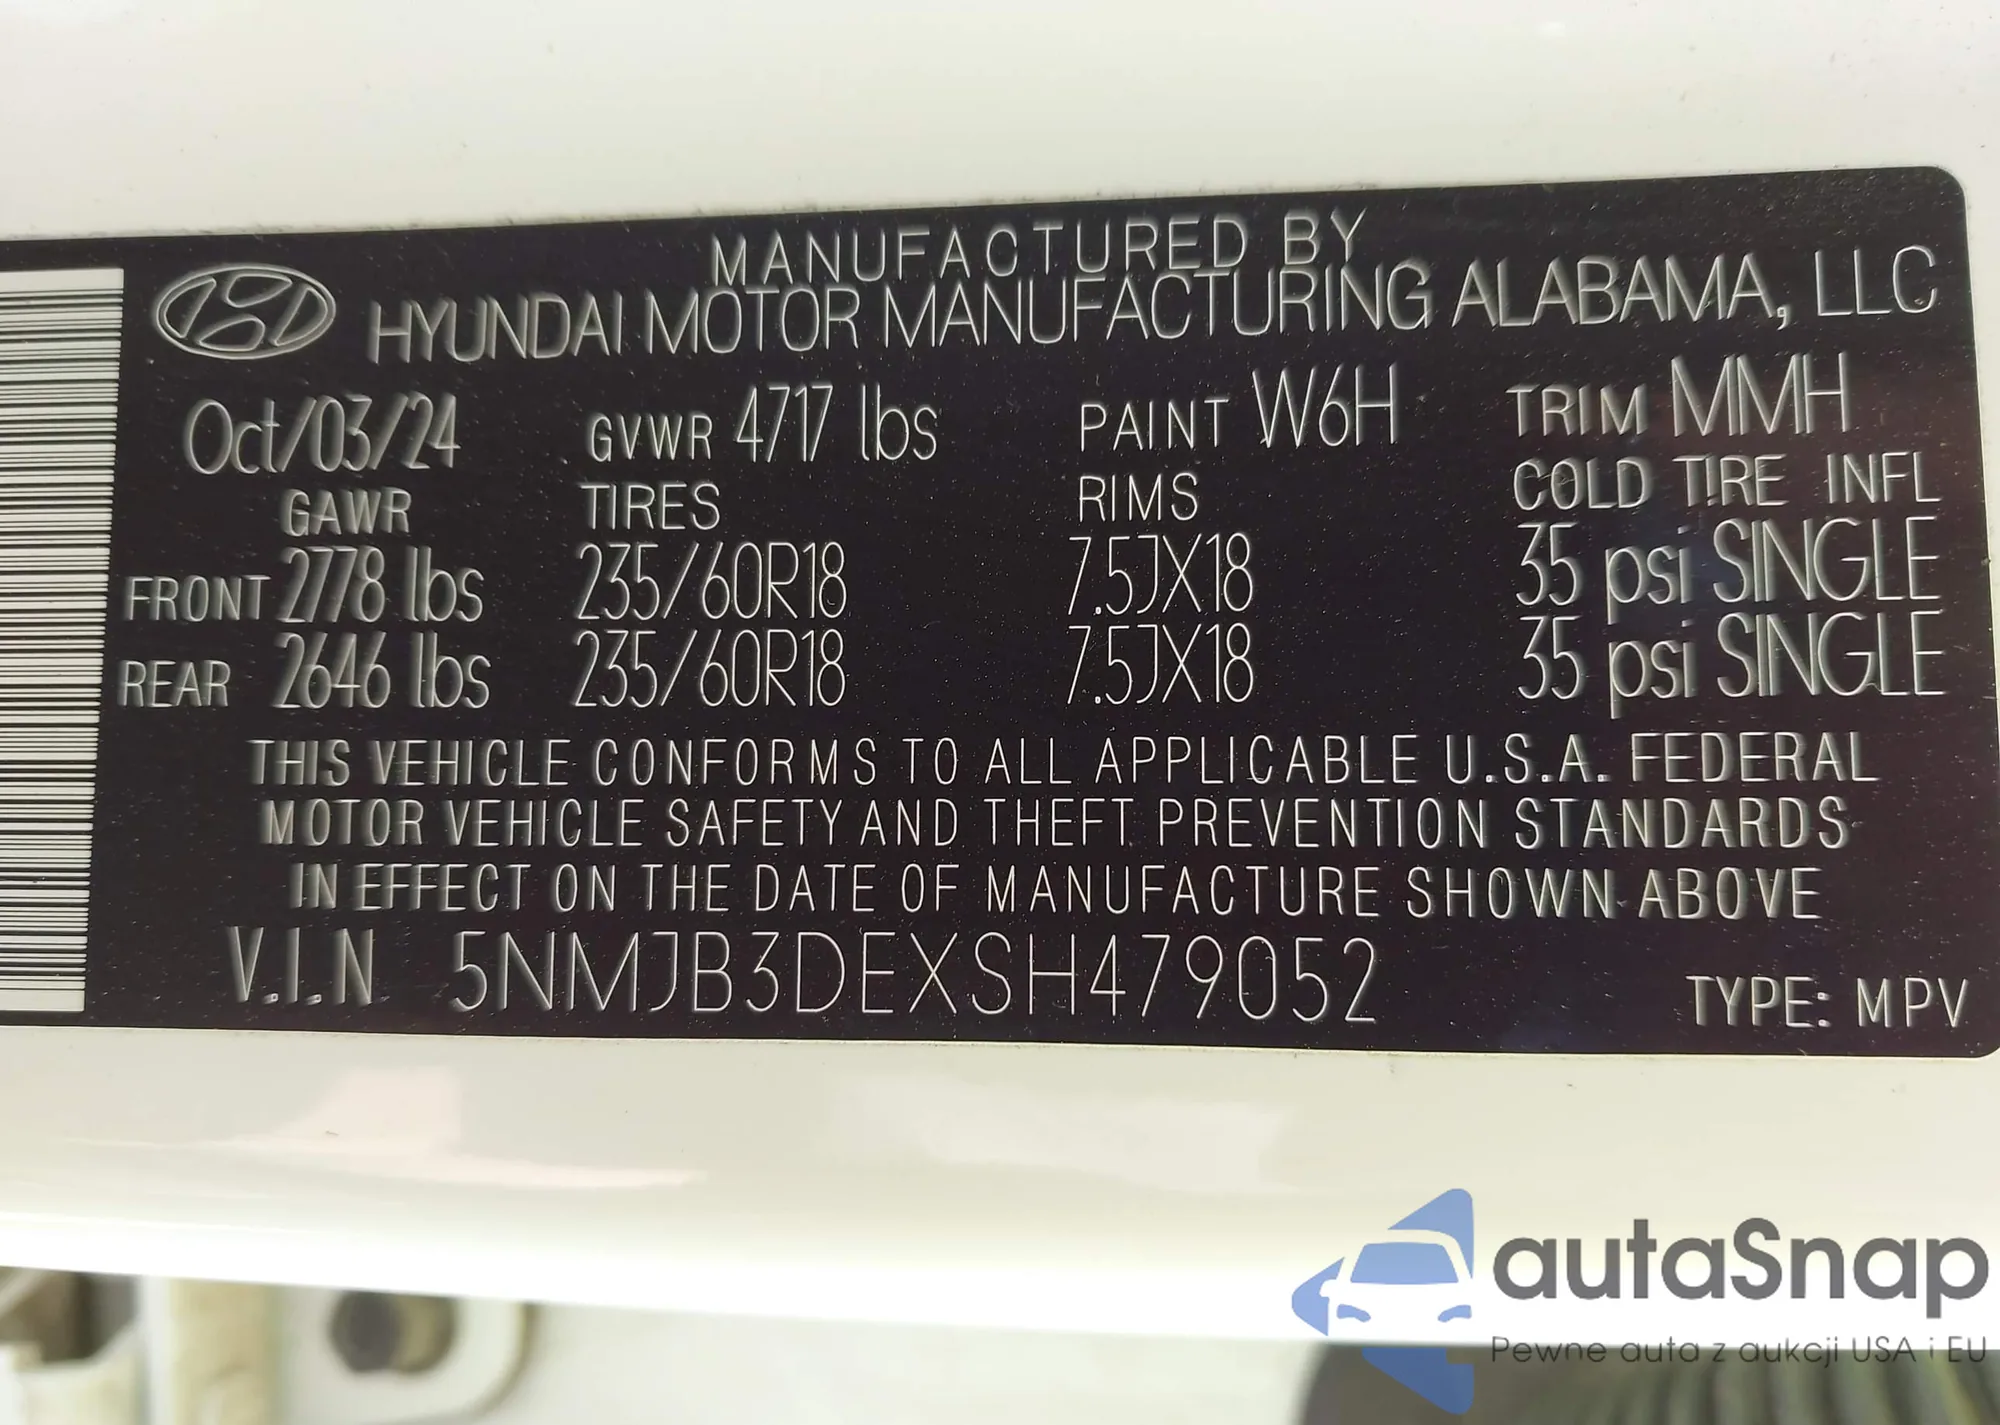 MANUFACTURED BY
HYUNDAI MOTOR MANUFACTURING ALABAMA, LLC
Oct/03/24 GVWR 4717 lbs PAINT W6H TRIM MMH
GAWR TIRES RIMS COLD TIRE INFL
FRONT 2778 lbs 235/60R18 7.5JX18 35 psi SINGLE
REAR 2646 lbs 235/60R18 7.5JX18 35 psi SINGLE
THIS VEHICLE CONFORMS TO ALL APPLICABLE U.S.A. FEDERAL
MOTOR VEHICLE SAFETY AND THEFT PREVENTION STANDARDS
IN EFFECT ON THE DATE OF MANUFACTURE SHOWN ABOVE
V.I.N 5NMJB3DEXSH479052 TYPE: MPV
autaSnap
Pewne auta z aukcji USA i EU